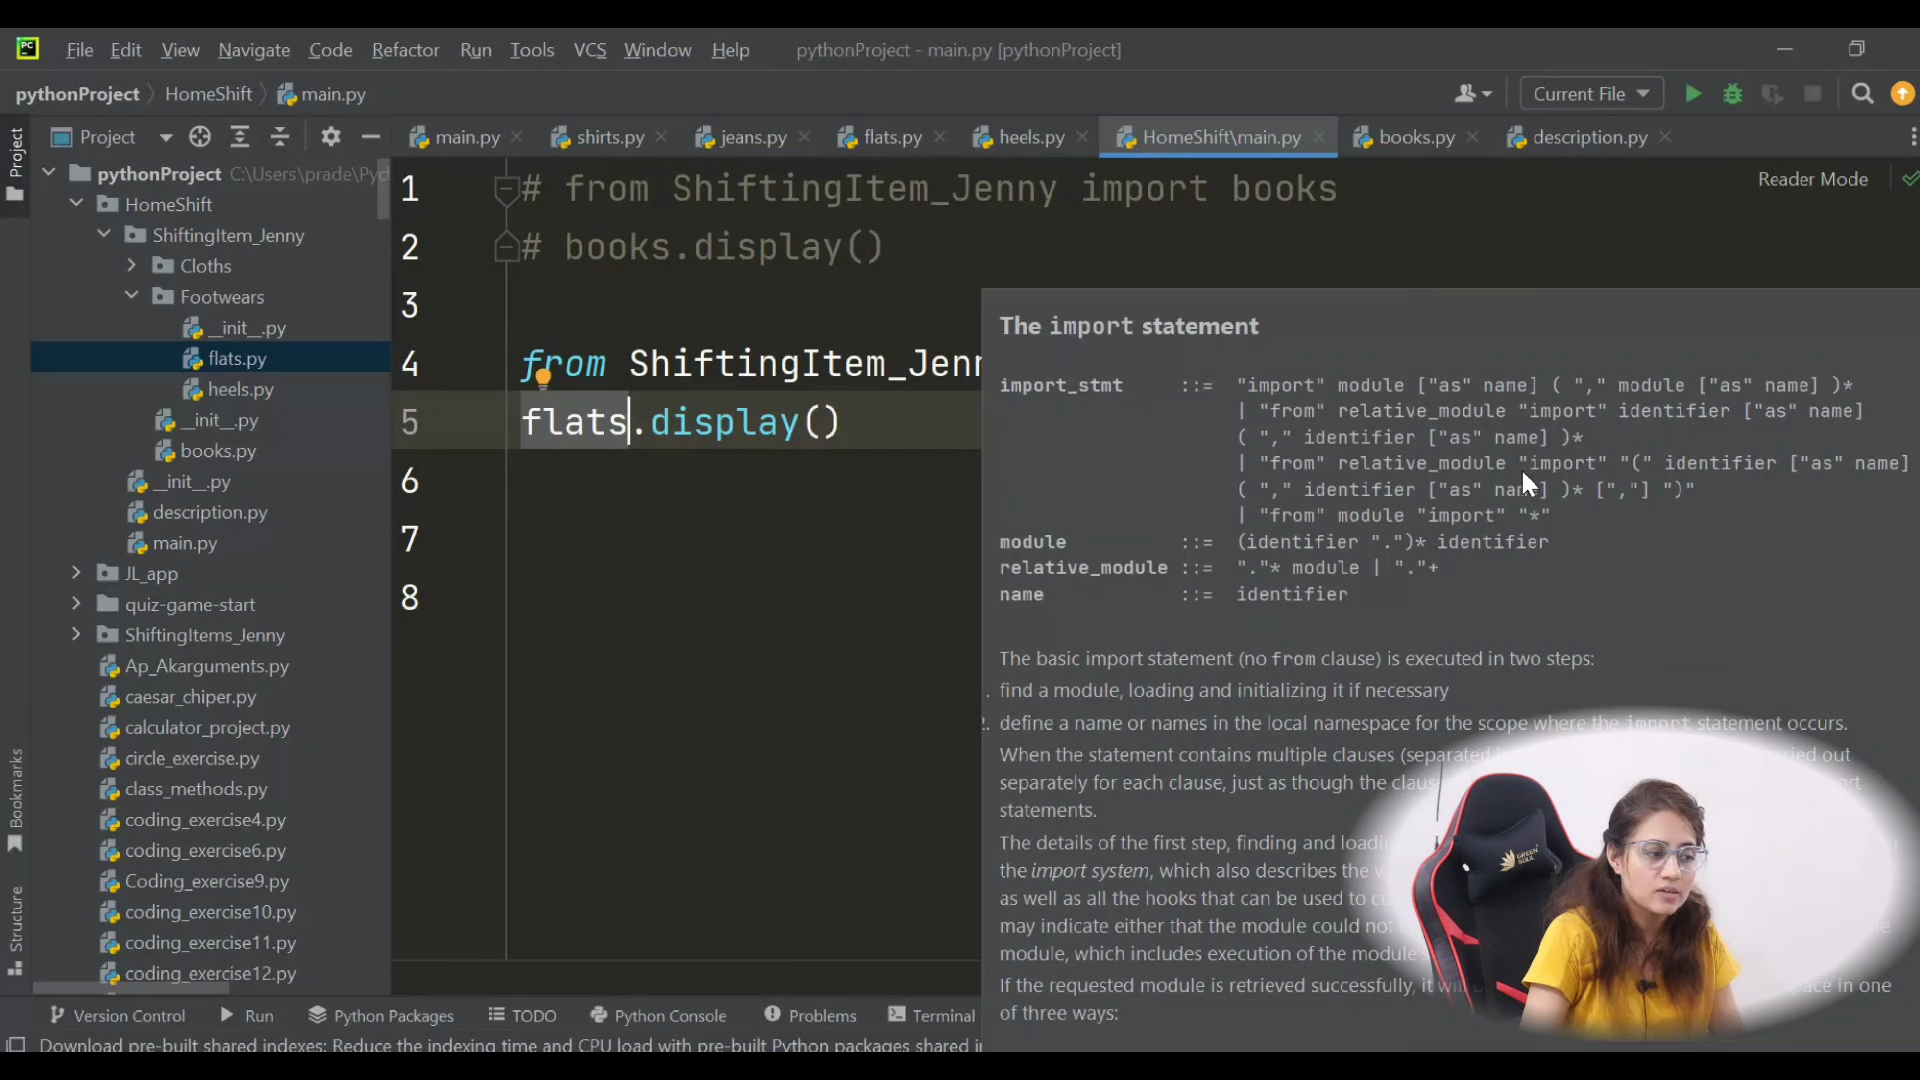 File Edit View Navigate Code Refactor Run Tools VCS Window Help pythonProject - main.py [pythonProject]
pythonProject HomeShift main.py Current File
Project main.py shirts.py jeans.py flats.py heels.py HomeShift\main.py books.py description.py
Project
pythonProject C:\Users\prade\Pyc
HomeShift
ShiftingItem_Jenny
Cloths
Footwears
__init__.py
flats.py
heels.py
__init__.py
books.py
__init__.py
description.py
main.py
JL_app
quiz-game-start
ShiftingItems_Jenny
Ap_Akarguments.py
caesar_chiper.py
calculator_project.py
circle_exercise.py
class_methods.py
coding_exercise4.py
coding_exercise6.py
Coding_exercise9.py
coding_exercise10.py
coding_exercise11.py
coding_exercise12.py
Bookmarks
Structure
Reader Mode
1 # from ShiftingItem_Jenny import books
2 # books.display()
3
4 from ShiftingItem_Jenn
5 flats.display()
6
7
8
The import statement
import_stmt ::= "import" module ["as" name] ( "," module ["as" name] )*
| "from" relative_module "import" identifier ["as" name]
( "," identifier ["as" name] )*
| "from" relative_module "import" "(" identifier ["as" name]
( "," identifier ["as" name] )* [","] ")"
| "from" module "import" "*"
module ::= (identifier ".")* identifier
relative_module ::= "."* module | "."+
name ::= identifier
The basic import statement (no from clause) is executed in two steps:
. find a module, loading and initializing it if necessary
2. define a name or names in the local namespace for the scope where the import statement occurs.
When the statement contains multiple clauses (separated out
separately for each clause, just as though the
statements.
The details of the first step, finding and
the import system, which also describes the
as well as all the hooks that can be used to
may indicate either that the module could not
module, which includes execution of the module's
If the requested module is retrieved successfully, it in one
of three ways:
GREEN
SOUL
Version Control Run Python Packages TODO Python Console Problems Terminal
Download pre-built shared indexes: Reduce the indexing time and CPU load with pre-built Python packages shared i